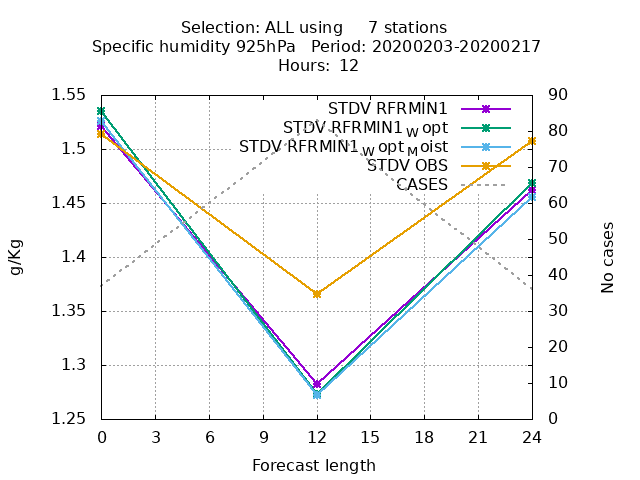 Selection: ALL using     7 stations
Specific humidity 925hPa   Period: 20200203-20200217
Hours:  12
STDV RFRMIN1
STDV RFRMIN1_W opt
STDV RFRMIN1_W opt_M oist
STDV OBS
CASES
1.55
1.5
1.45
1.4
1.35
1.3
1.25
g/Kg
90
80
70
60
50
40
30
20
10
0
No cases
0 3 6 9 12 15 18 21 24
Forecast length